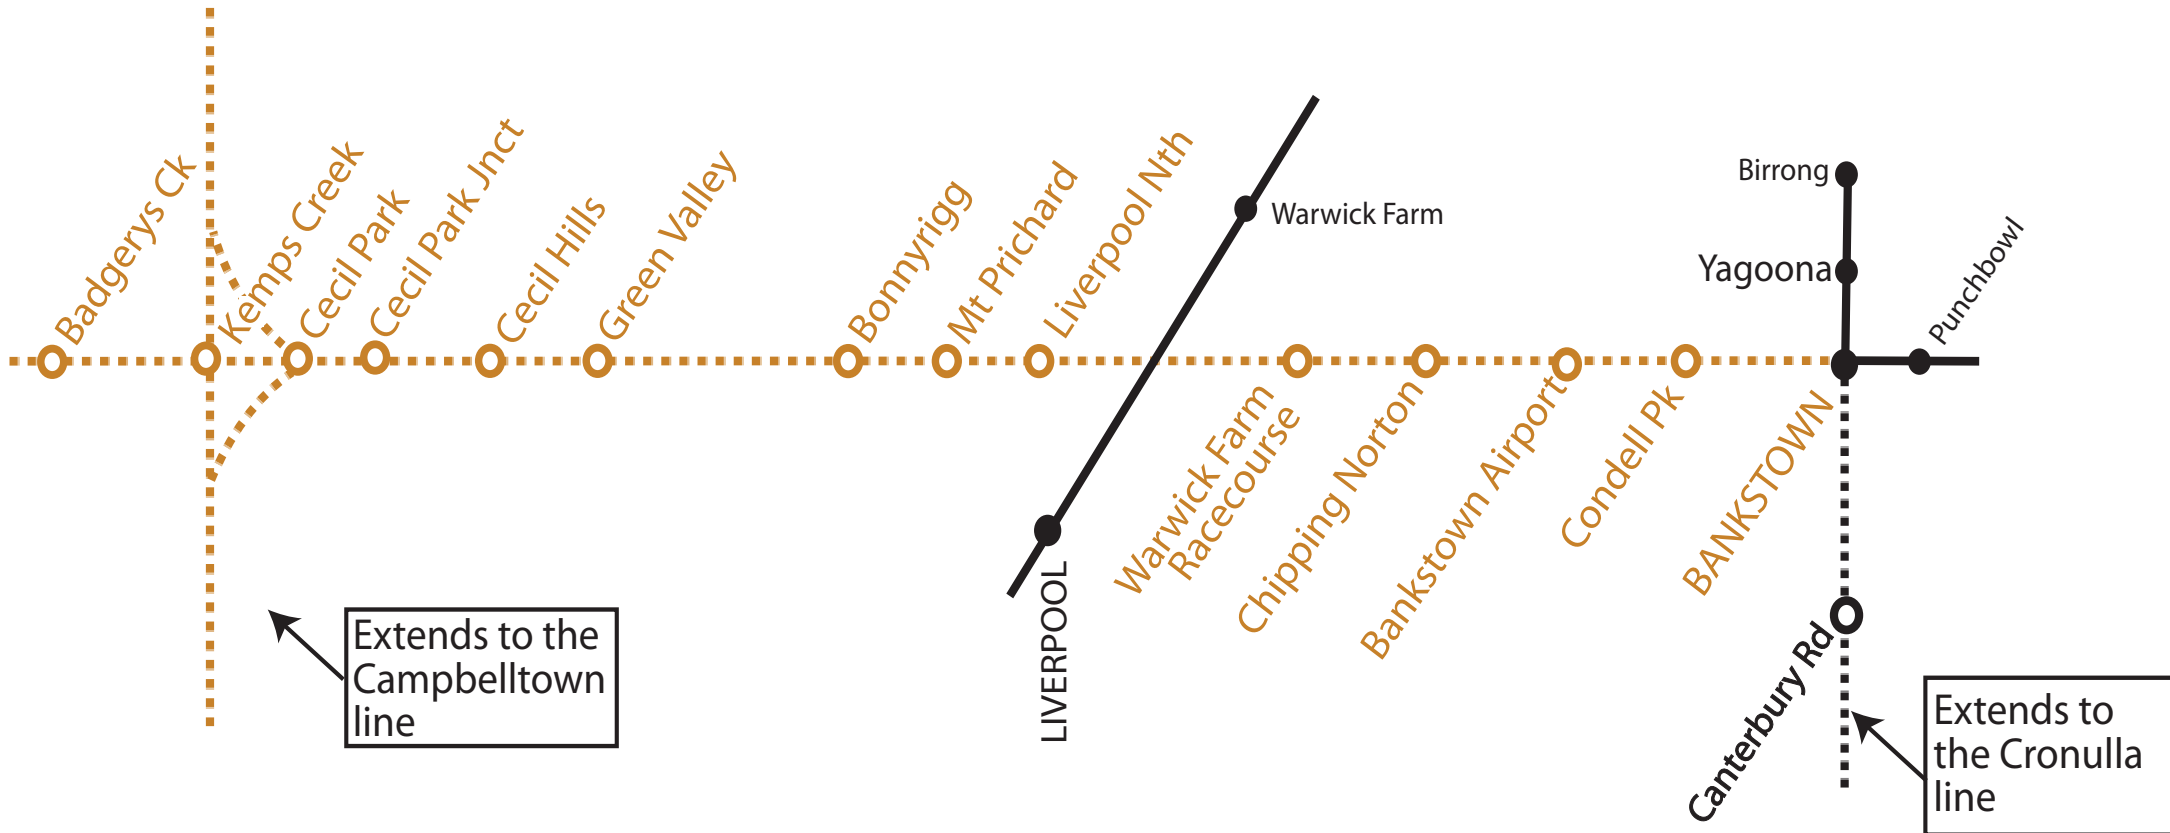 Badgerys Ck
Kemps Creek
Cecil Park
Cecil Park Jnct
Cecil Hills
Green Valley
Bonnyrigg
Mt Prichard
Liverpool Nth
Warwick Farm
Birrong
Yagoona
Punchbowl
Warwick Farm
Racecourse
Chipping Norton
Bankstown Airport
Condell Pk
BANKSTOWN
LIVERPOOL
Canterbury Rd
Extends to the
Campbelltown
line
Extends to
the Cronulla
line